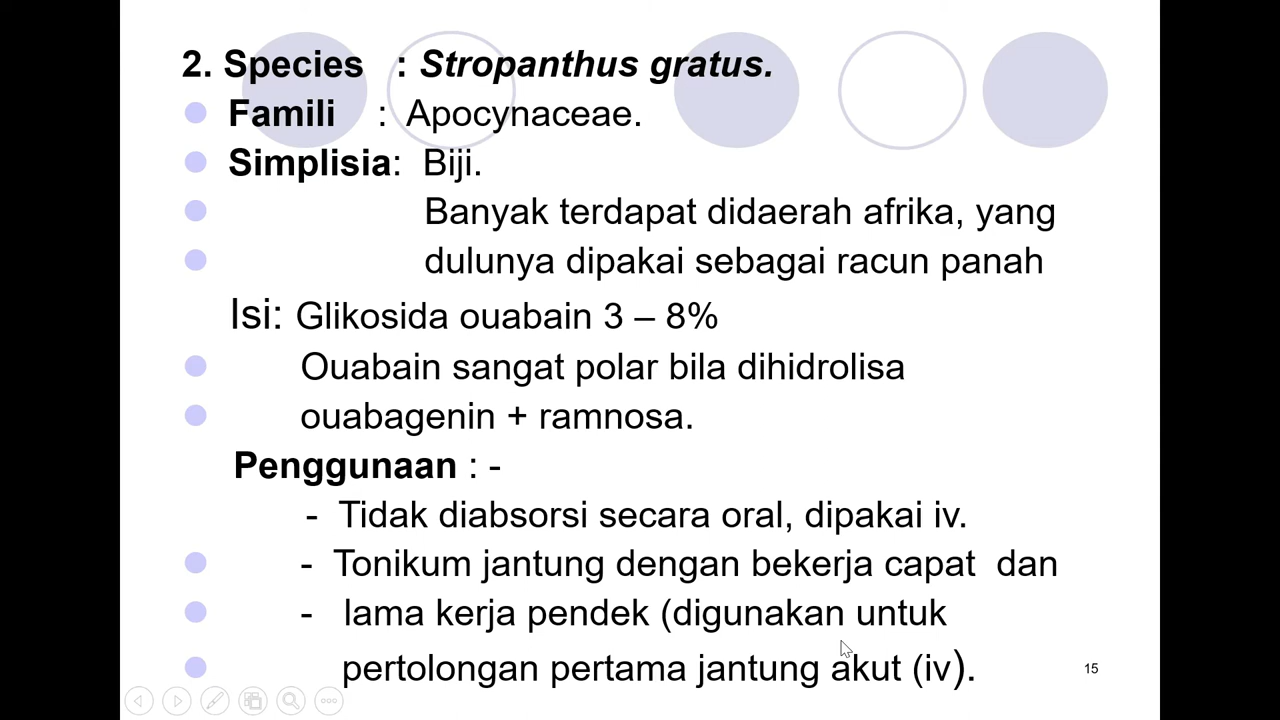 2. Species : Stropanthus gratus.
Famili : Apocynaceae.
Simplisia: Biji.
Banyak terdapat didaerah afrika, yang
dulunya dipakai sebagai racun panah
Isi: Glikosida ouabain 3 – 8%
Ouabain sangat polar bila dihidrolisa
ouabagenin + ramnosa.
Penggunaan : -
- Tidak diabsorsi secara oral, dipakai iv.
- Tonikum jantung dengan bekerja capat dan
- lama kerja pendek (digunakan untuk
pertolongan pertama jantung akut (iv).
15